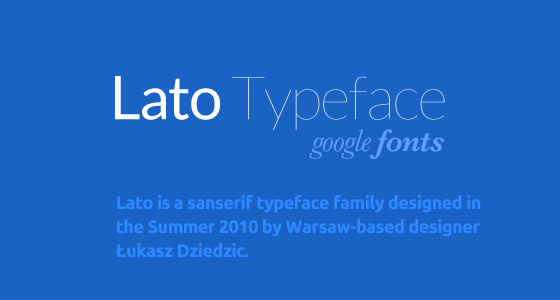 Lato Typeface
google fonts
Lato is a sanserif typeface family designed in
the Summer 2010 by Warsaw-based designer
Łukasz Dziedzic.